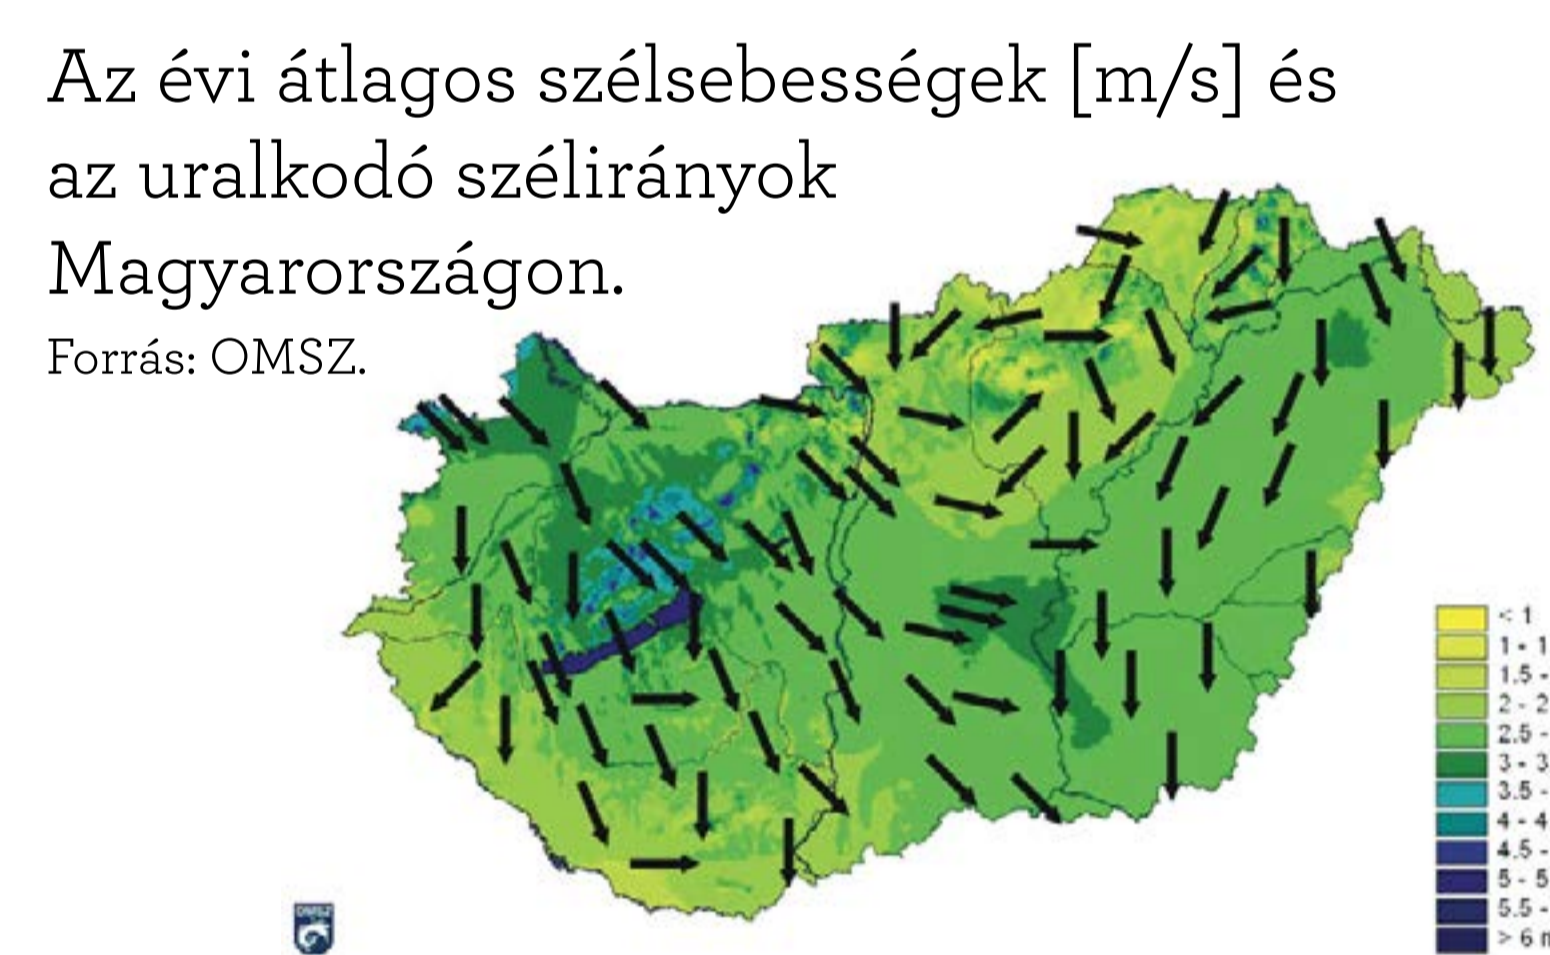 Az évi átlagos szélsebességek [m/s] és
az uralkodó szélirányok
Magyarországon.
Forrás: OMSZ.
< 1
1 - 1
1.5 -
2 - 2
2.5 -
3 - 3
3.5 -
4 - 4
4.5 -
5 - 5
5.5 -
> 6 m
OMSZ